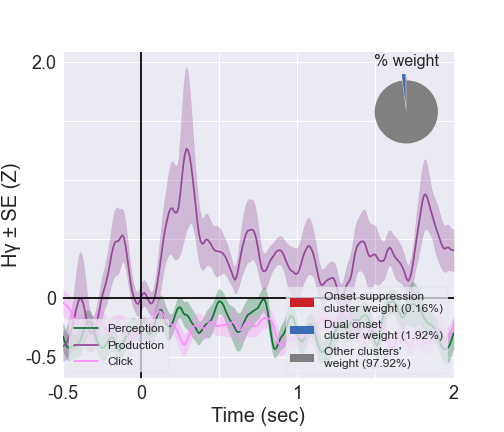 % weight
2.0
0
-0.5
Hγ ± SE (Z)
0
Onset suppression
cluster weight (0.16%)
Dual onset
cluster weight (1.92%)
Other clusters'
weight (97.92%)
Perception
Production
Click
-0.5
0
1
2
Time (sec)